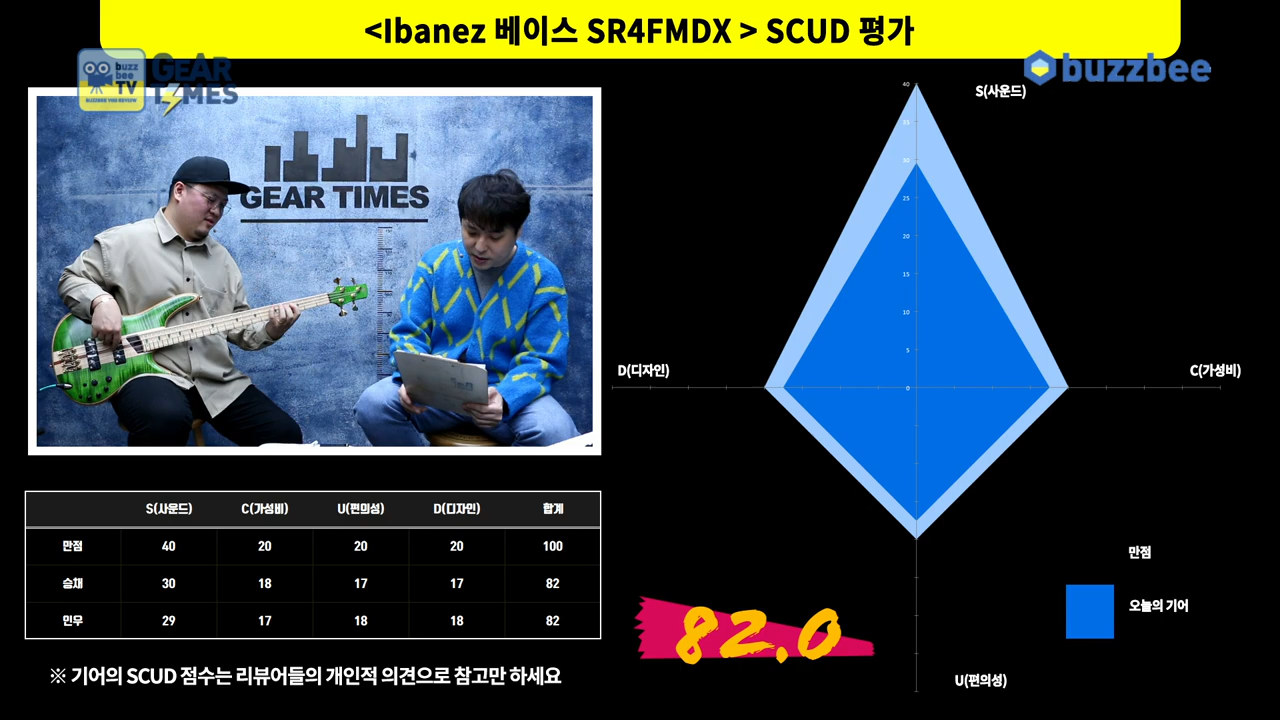 <Ibanez 베이스 SR4FMDX > SCUD 평가
buzz
bee
TV
BUZZBEE TIMES REVIEW
GEAR
TIMES
buzzbee
GEAR TIMES
S(사운드)
40
35
30
25
20
15
10
5
0
D(디자인)
C(가성비)
U(편의성)
만점
오늘의 기어
S(사운드) C(가성비) U(편의성) D(디자인) 합계
만점 40 20 20 20 100
승채 30 18 17 17 82
민우 29 17 18 18 82
82.0
※ 기어의 SCUD 점수는 리뷰어들의 개인적 의견으로 참고만 하세요